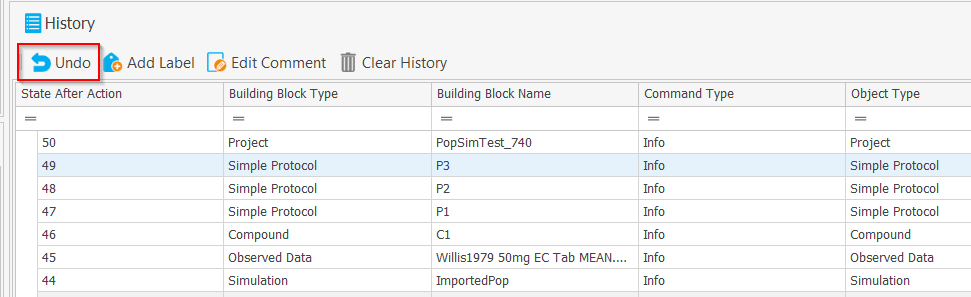 History
Undo Add Label Edit Comment Clear History
State After Action Building Block Type Building Block Name Command Type Object Type
= = = = =
50 Project PopSimTest_740 Info Project
49 Simple Protocol P3 Info Simple Protocol
48 Simple Protocol P2 Info Simple Protocol
47 Simple Protocol P1 Info Simple Protocol
46 Compound C1 Info Compound
45 Observed Data Willis1979 50mg EC Tab MEAN.... Info Observed Data
44 Simulation ImportedPop Info Simulation